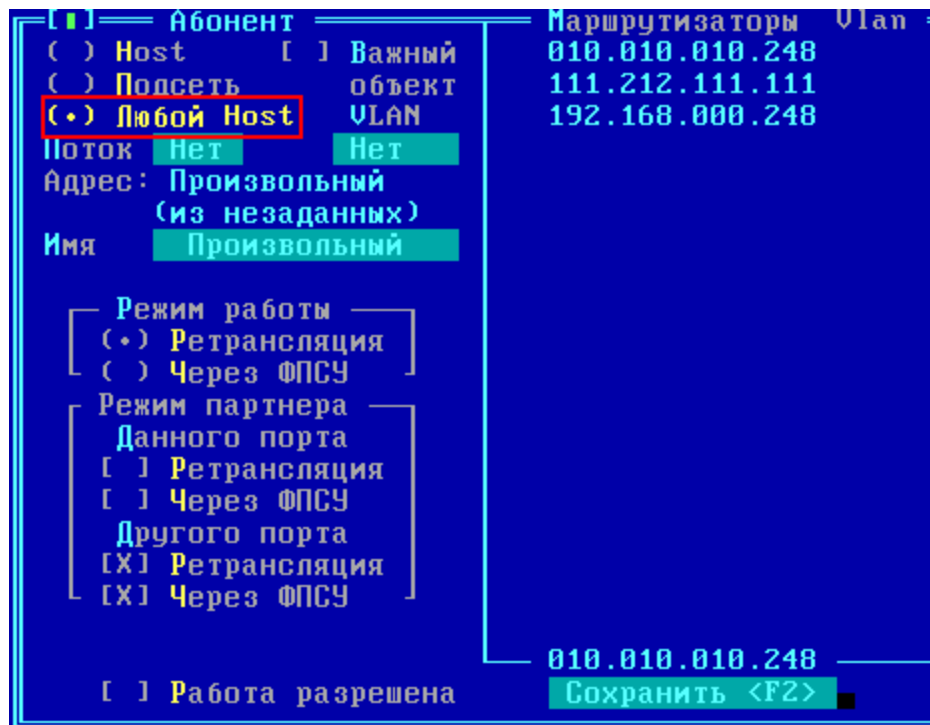 [▮] Абонент
( ) Host [ ] Важный
( ) Подсеть объект
(•) Любой Host VLAN
Поток Нет Нет
Адрес: Произвольный
(из незаданных)
Имя Произвольный
Режим работы
(•) Ретрансляция
( ) Через ФПСУ
Режим партнера
Данного порта
[ ] Ретрансляция
[ ] Через ФПСУ
Другого порта
[X] Ретрансляция
[X] Через ФПСУ
[ ] Работа разрешена
Маршрутизаторы Vlan
010.010.010.248
111.212.111.111
192.168.000.248
010.010.010.248
Сохранить <F2>